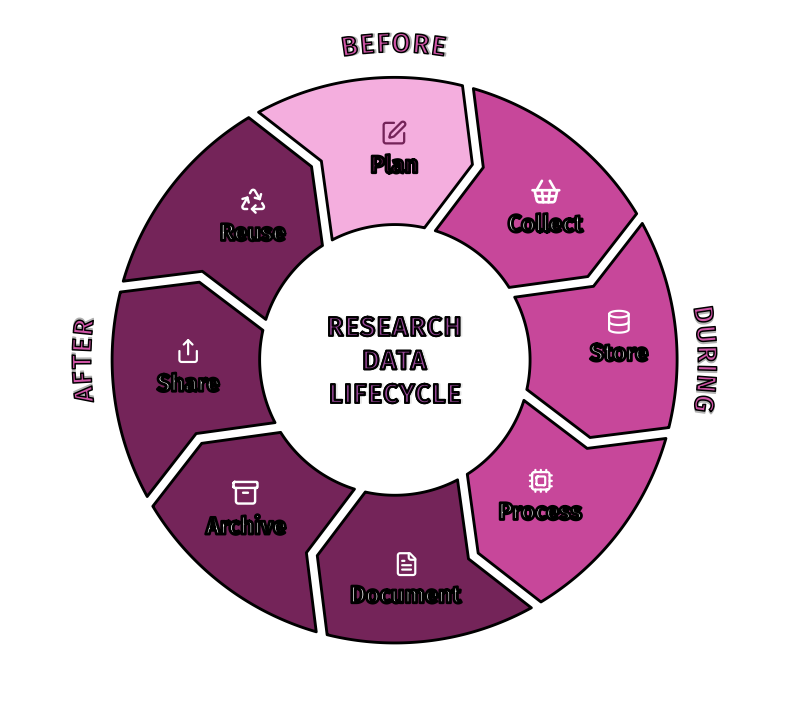 BEFORE
Plan
Collect
Reuse
RESEARCH
DATA
LIFECYCLE
Store
DURING
AFTER
Share
Process
Archive
Document